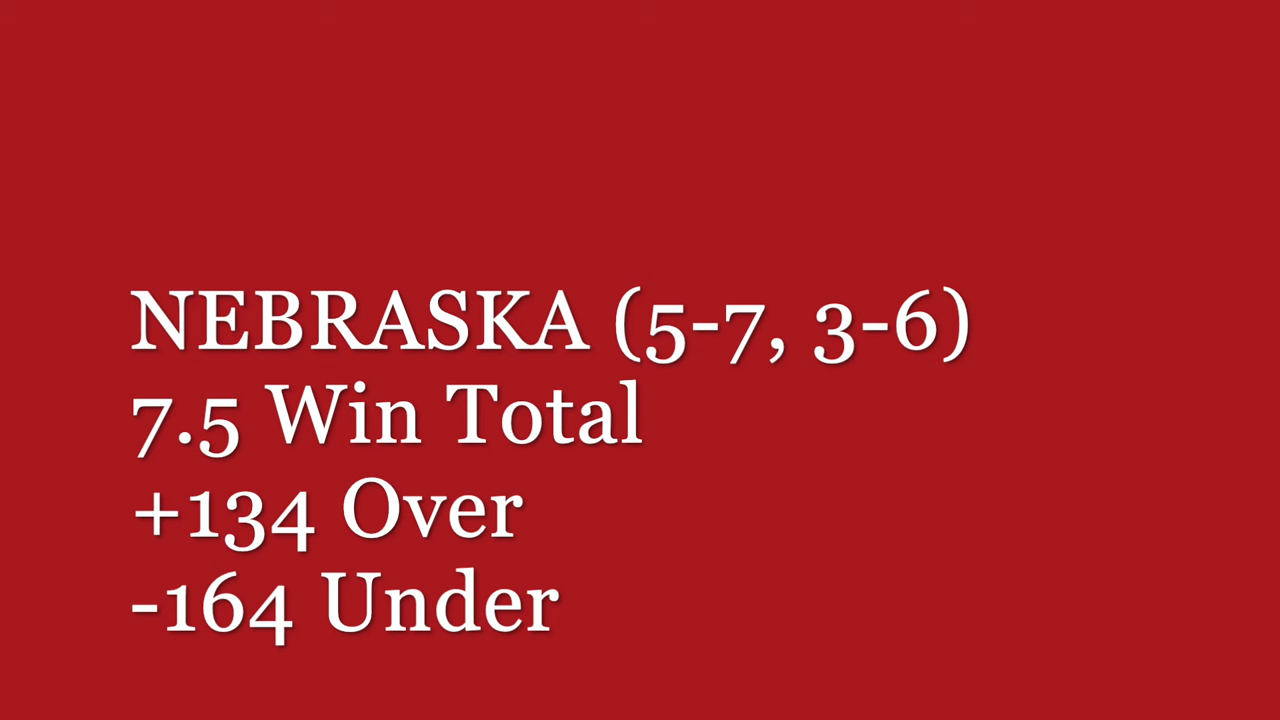 NEBRASKA (5-7, 3-6)
7.5 Win Total
+134 Over
-164 Under